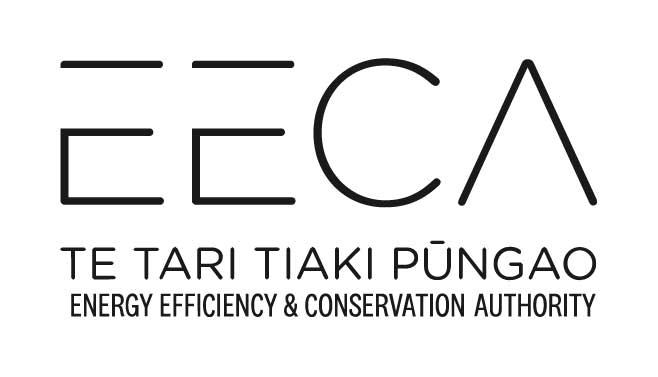 EECA
TE TARI TIAKI PŪNGAO
ENERGY EFFICIENCY & CONSERVATION AUTHORITY